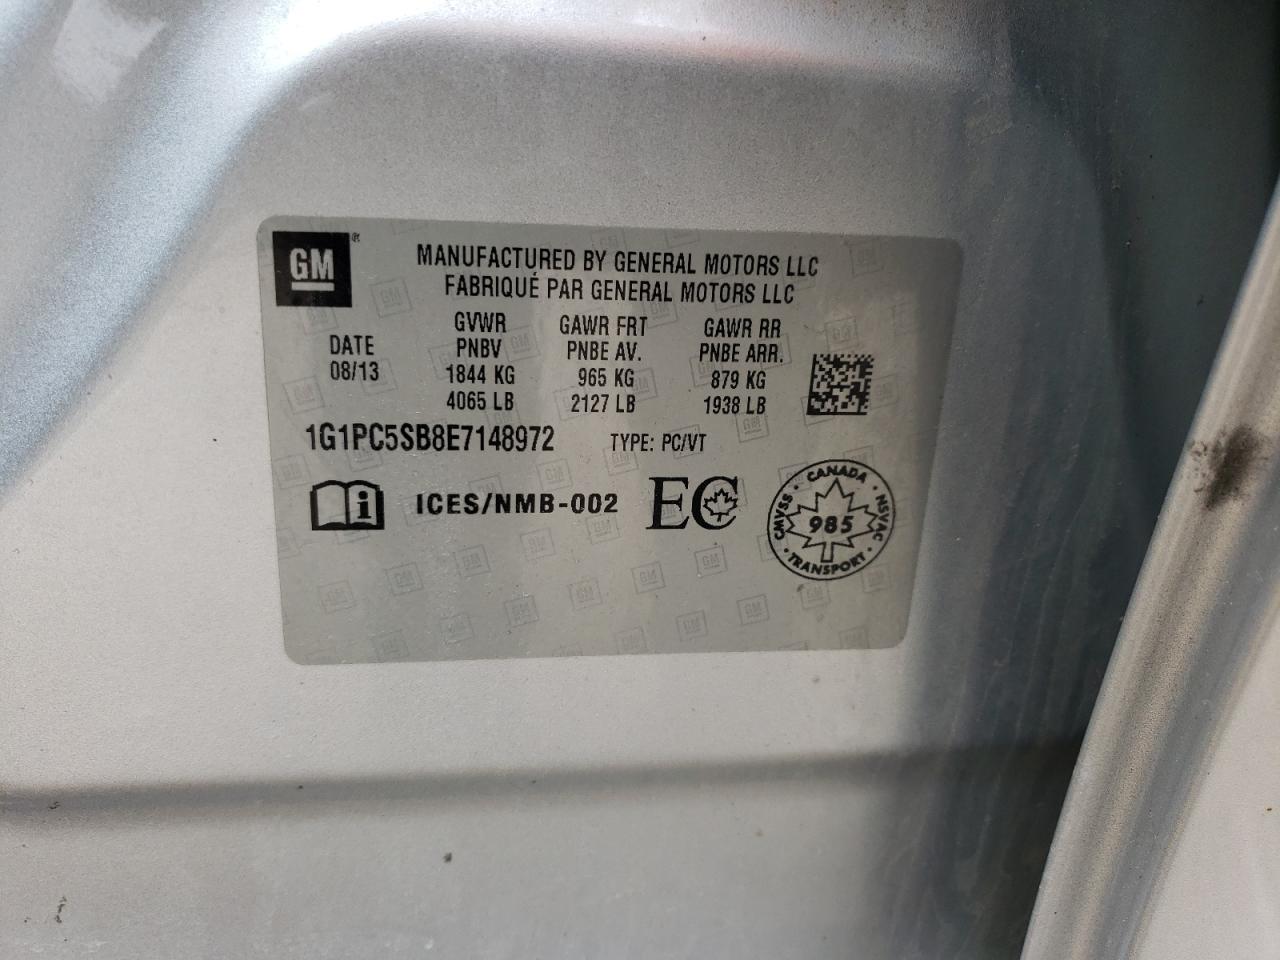 GM®
MANUFACTURED BY GENERAL MOTORS LLC
FABRIQUÉ PAR GENERAL MOTORS LLC
DATE
08/13
GVWR
PNBV
1844 KG
4065 LB
GAWR FRT
PNBE AV.
965 KG
2127 LB
GAWR RR
PNBE ARR.
879 KG
1938 LB
1G1PC5SB8E7148972 TYPE: PC/VT
i ICES/NMB-002 EC
CANADA
CMVSS
NSVAC
985
TRANSPORT